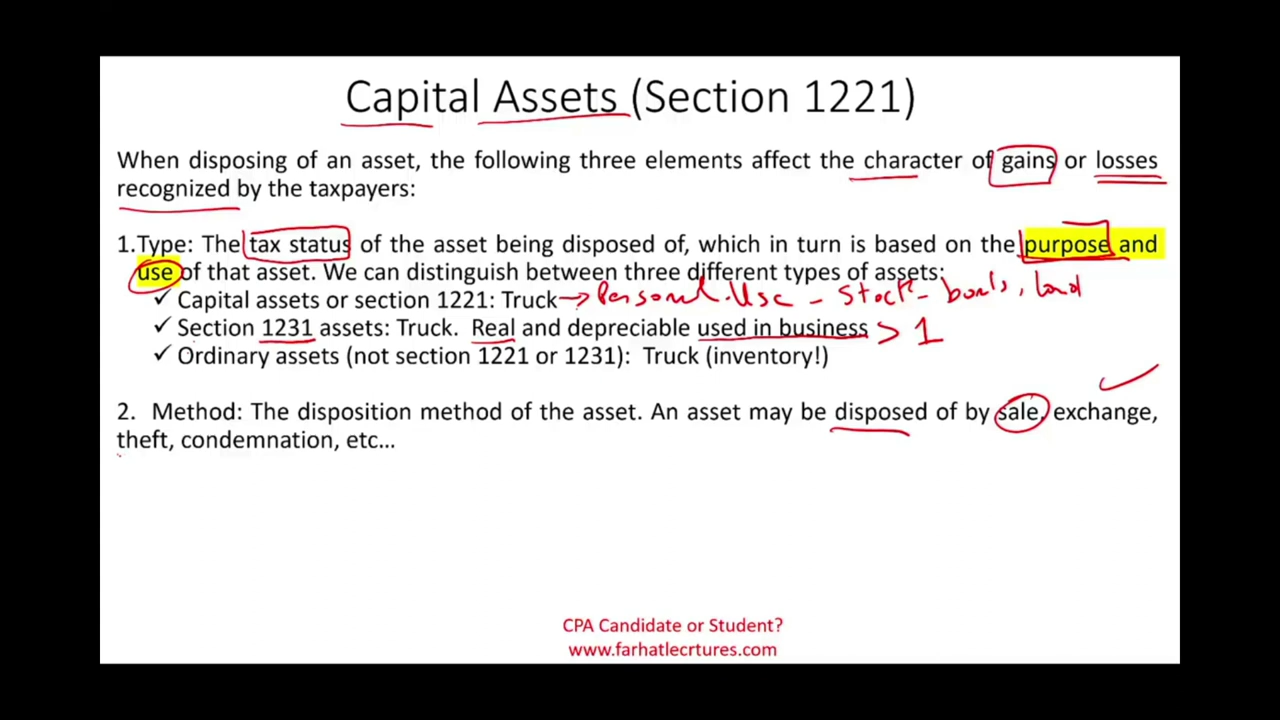 Capital Assets (Section 1221)
When disposing of an asset, the following three elements affect the character of gains or losses
recognized by the taxpayers:
1.Type: The tax status of the asset being disposed of, which in turn is based on the purpose and
use of that asset. We can distinguish between three different types of assets:
✓ Capital assets or section 1221: Truck → Personal Use - Stock - bonds, land
✓ Section 1231 assets: Truck. Real and depreciable used in business > 1
✓ Ordinary assets (not section 1221 or 1231): Truck (inventory!)
2. Method: The disposition method of the asset. An asset may be disposed of by sale, exchange,
theft, condemnation, etc...
CPA Candidate or Student?
www.farhatlecrtures.com